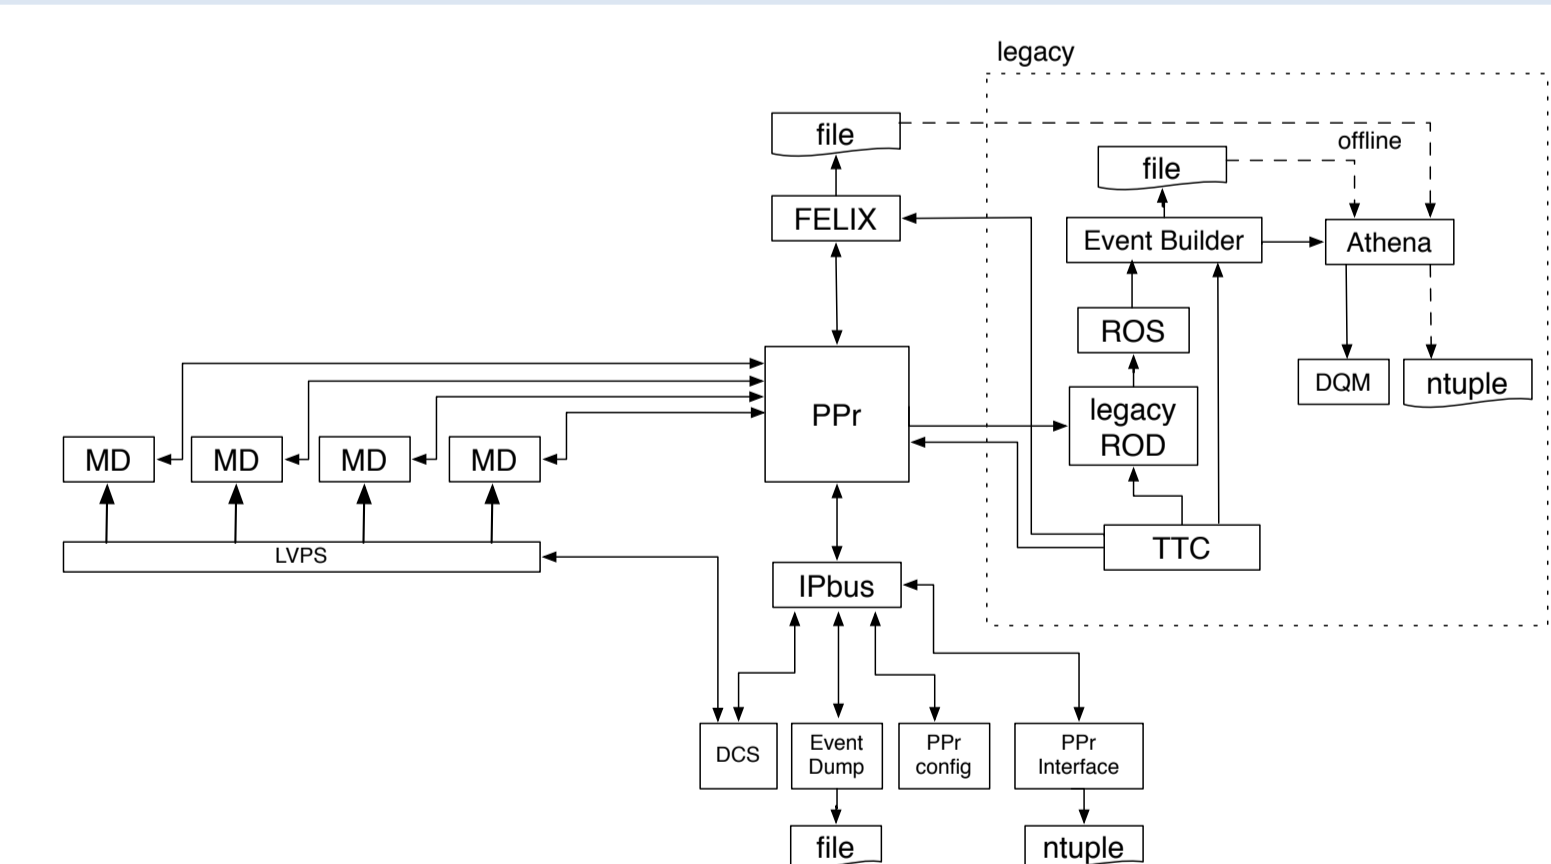 legacy
file
offline
file
FELIX
Event Builder
Athena
ROS
PPr
DQM
ntuple
legacy
ROD
MD
MD
MD
MD
LVPS
TTC
IPbus
DCS
Event
Dump
PPr
config
PPr
Interface
file
ntuple